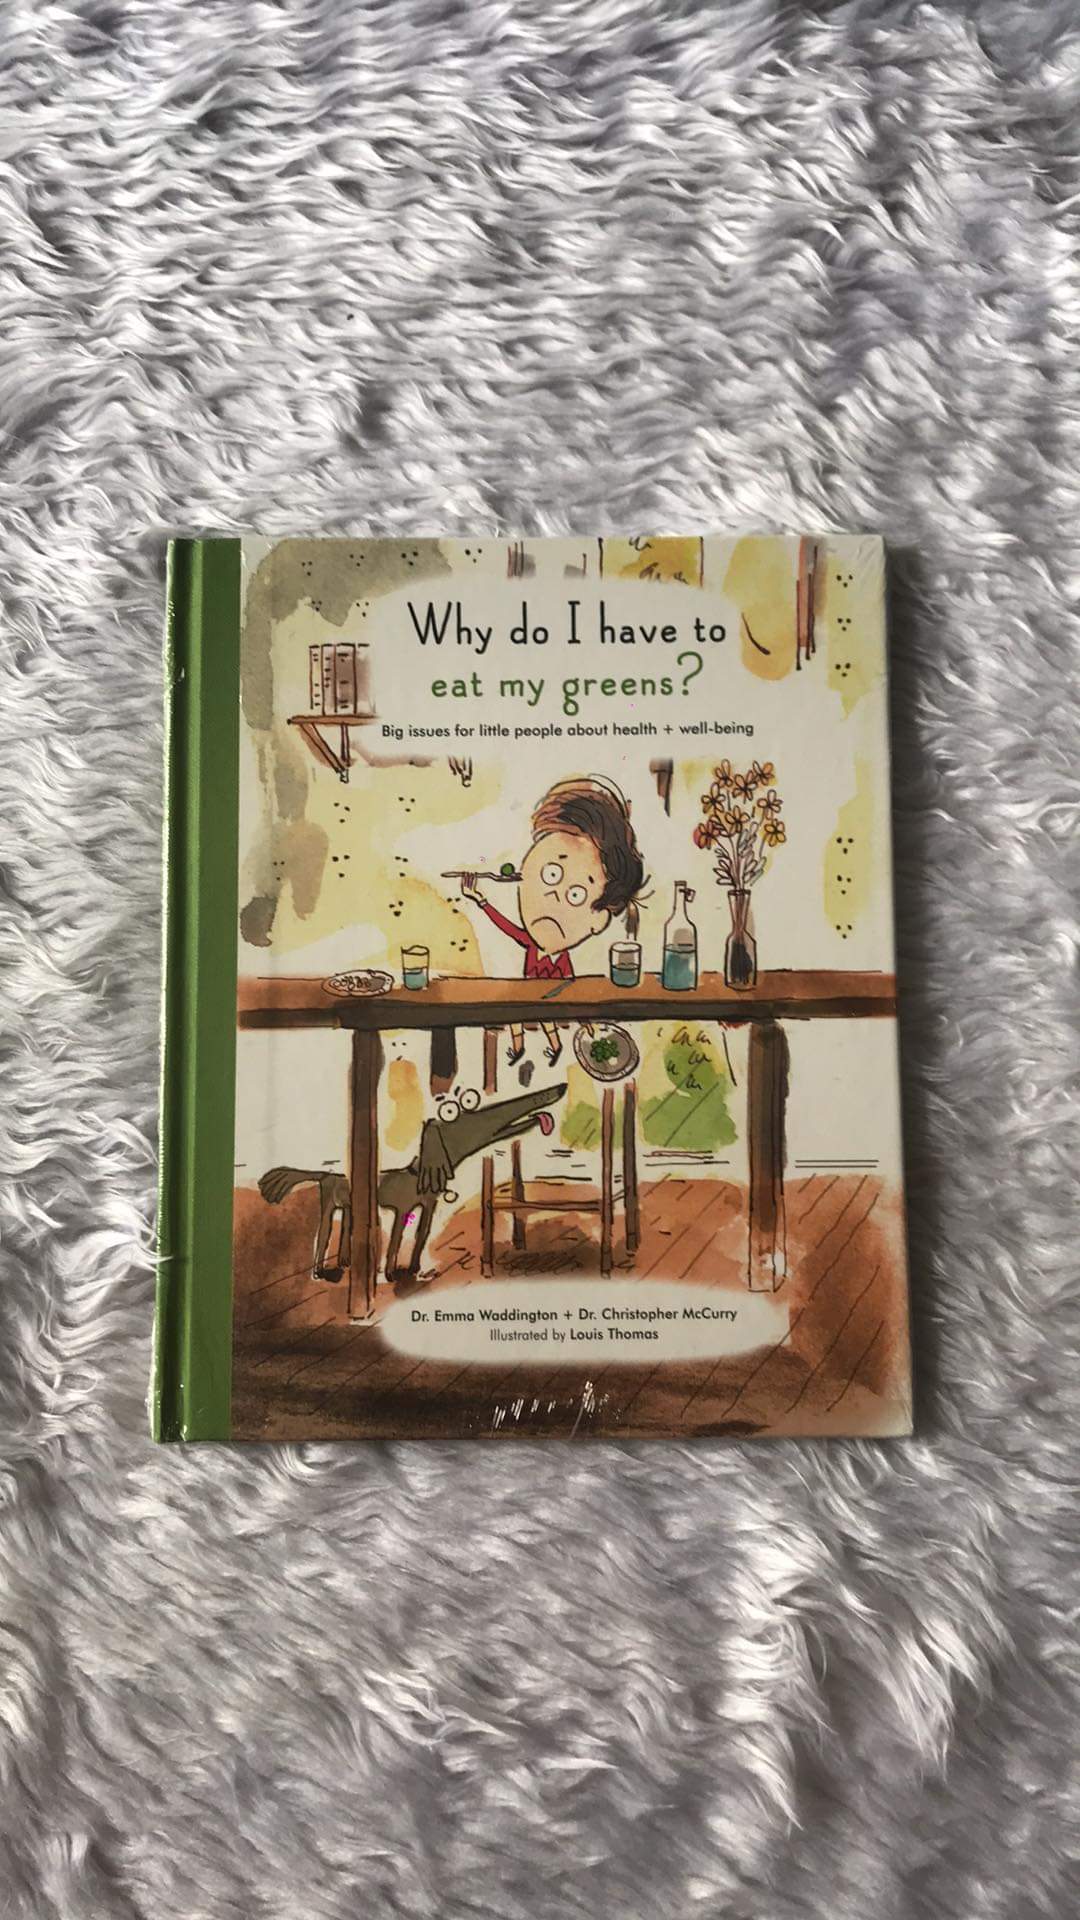 Why do I have to
eat my greens?
Big issues for little people about health + well-being
Dr. Emma Waddington + Dr. Christopher McCurry
Illustrated by Louis Thomas